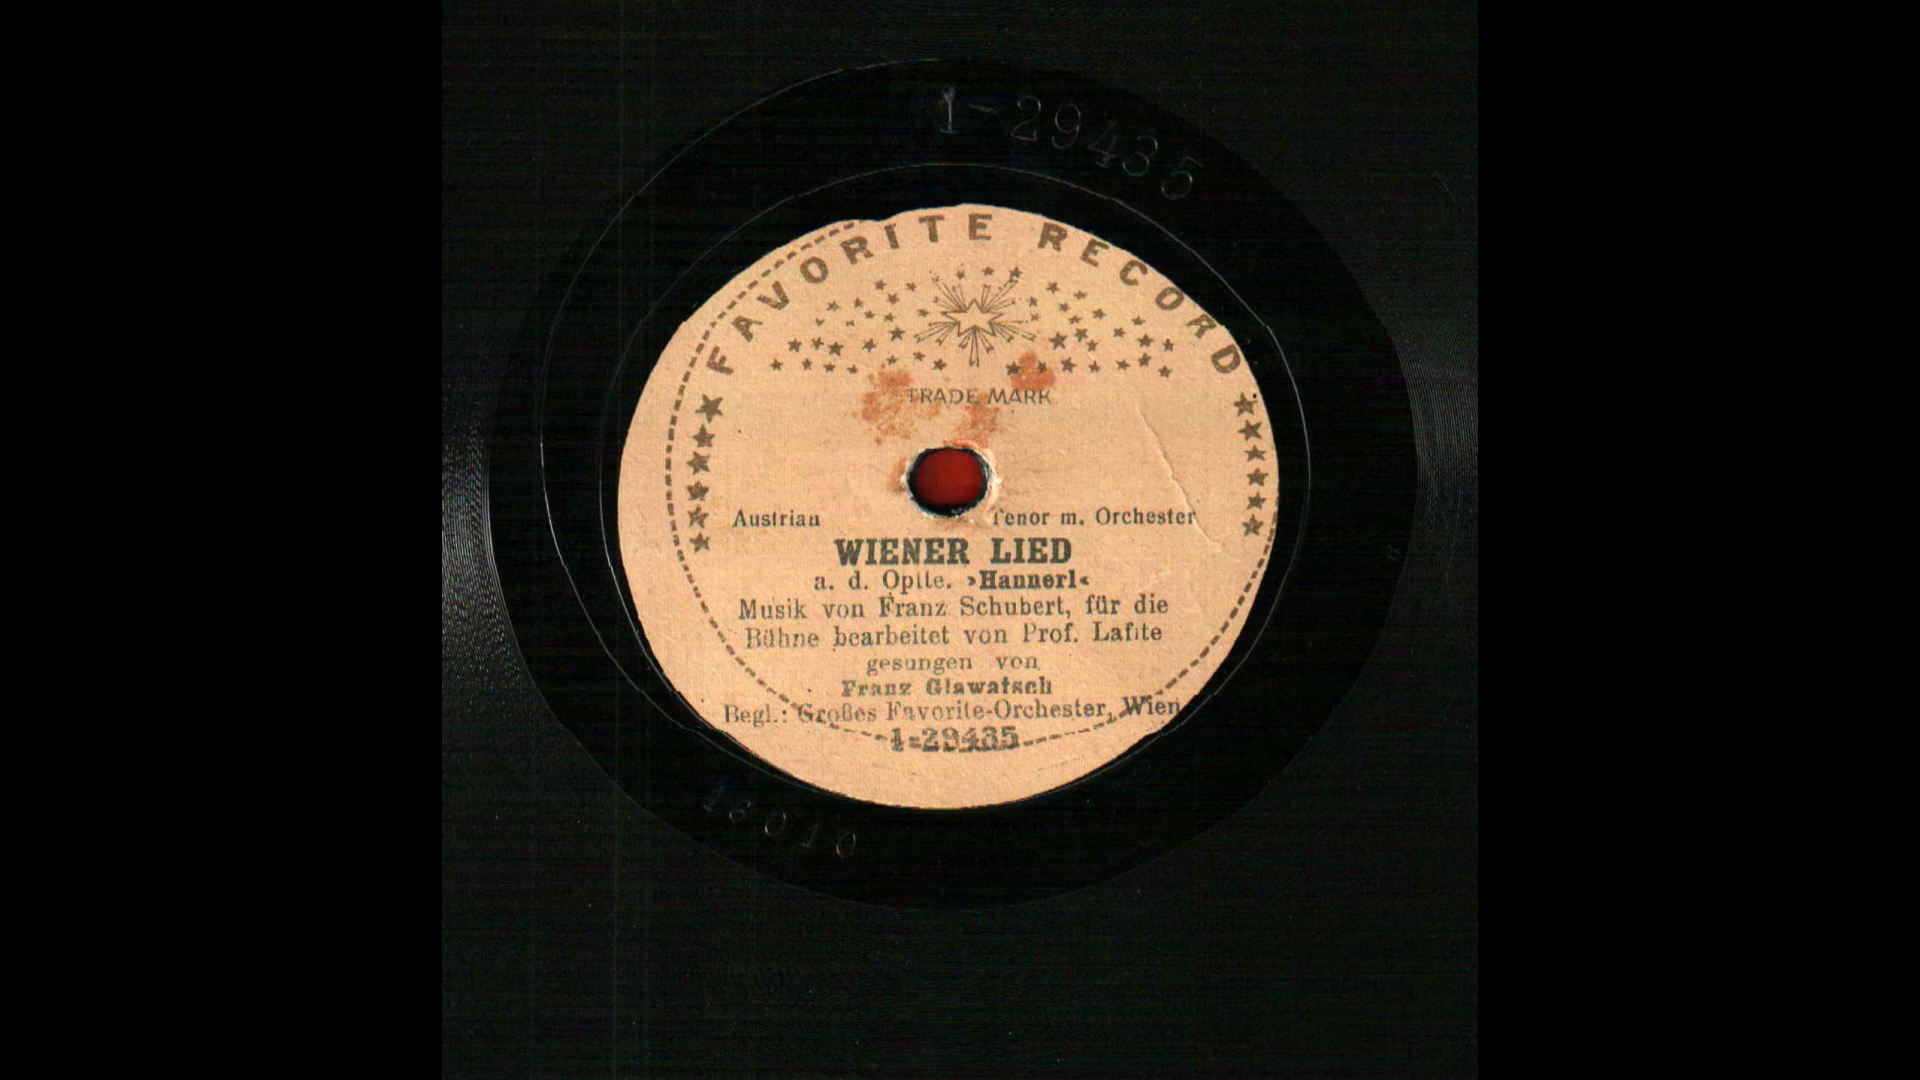 1-29435
FAVORITE RECORD
TRADE MARK
Austrian Tenor m. Orchester
WIENER LIED
a. d. Optte. »Hannerl«
Musik von Franz Schubert, für die
Bühne bearbeitet von Prof. Lafite
gesungen von
Franz Glawatsch
Begl.: Großes Favorite-Orchester, Wien
1-29435
16010